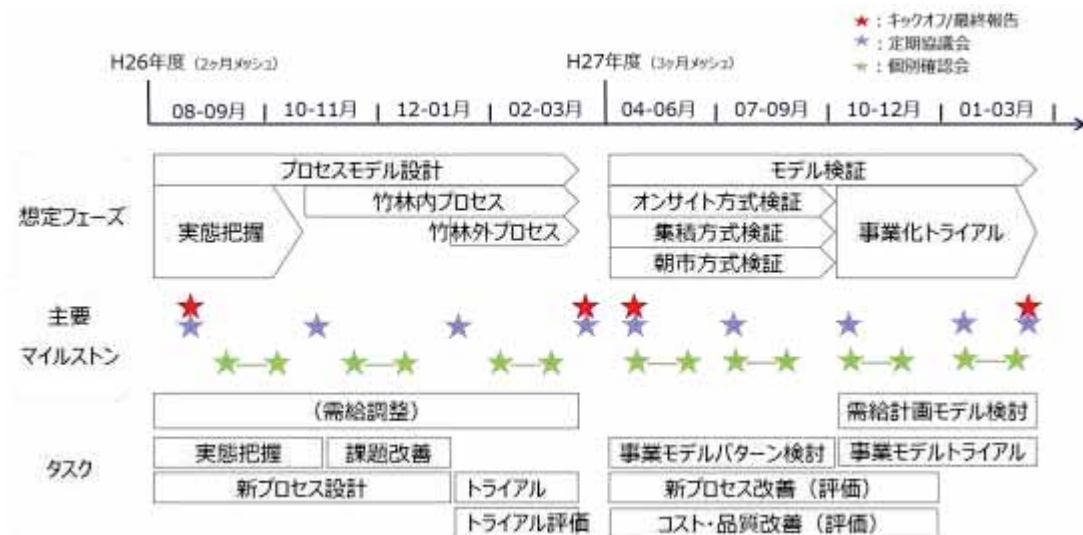 ★：キックオフ/最終報告
★：定期協議会
★：個別確認会
H26年度（2ヶ月メッシュ）
H27年度（3ヶ月メッシュ）
08-09月 | 10-11月 | 12-01月 | 02-03月
04-06月 | 07-09月 | 10-12月 | 01-03月
想定フェーズ
プロセスモデル設計
モデル検証
実態把握
竹林内プロセス
竹林外プロセス
オンサイト方式検証
集積方式検証
朝市方式検証
事業化トライアル
主要
マイルストン
タスク
（需給調整）
需給計画モデル検討
実態把握
課題改善
事業モデルパターン検討
事業モデルトライアル
新プロセス設計
トライアル
新プロセス改善（評価）
トライアル評価
コスト・品質改善（評価）